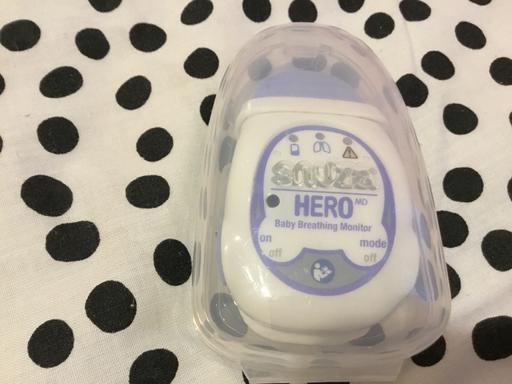 snuza
HERO MD
Baby Breathing Monitor
on mode
off off